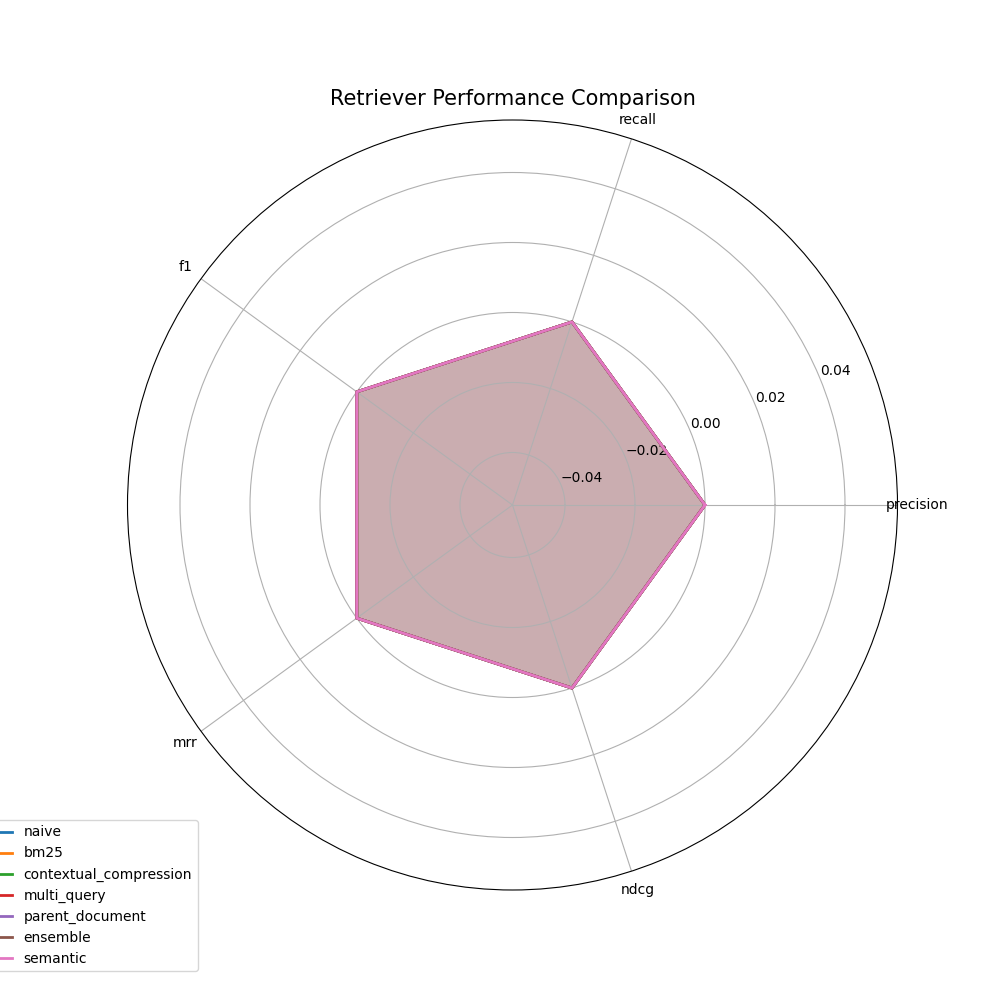 Retriever Performance Comparison
recall
f1
0.04
0.02
0.00
−0.02
−0.04
precision
mrr
ndcg
naive
bm25
contextual_compression
multi_query
parent_document
ensemble
semantic